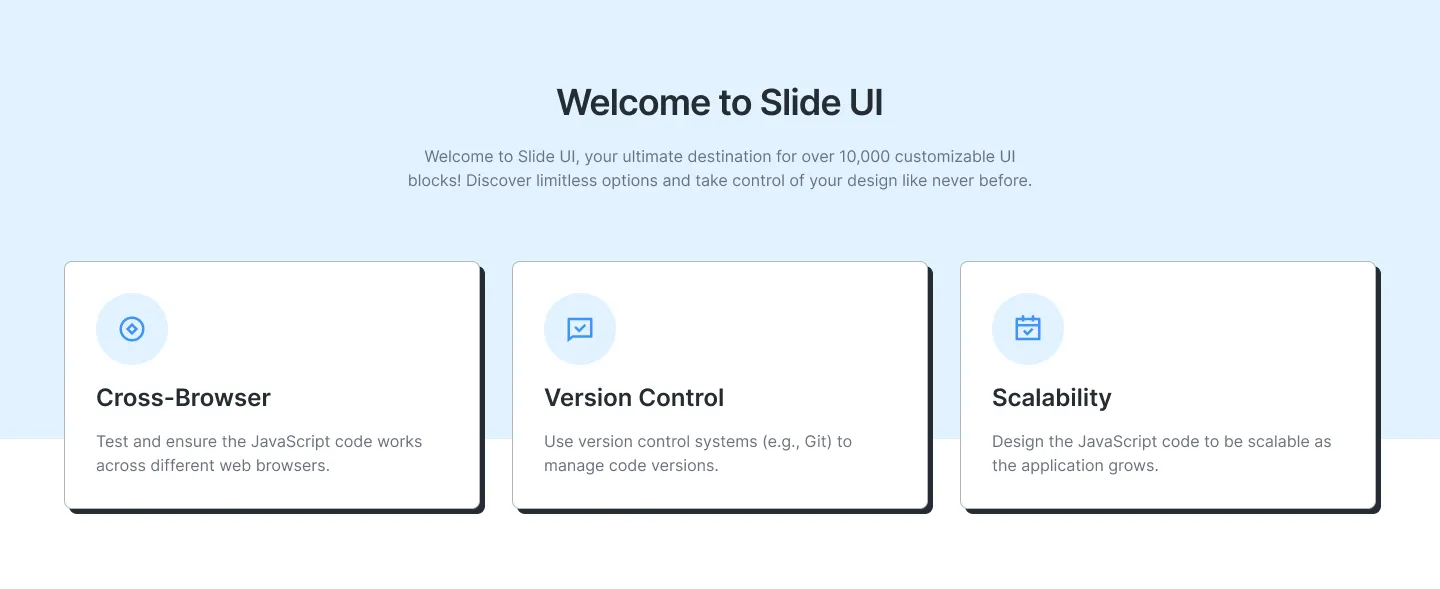 Welcome to Slide UI
Welcome to Slide UI, your ultimate destination for over 10,000 customizable UI
blocks! Discover limitless options and take control of your design like never before.
Cross-Browser
Test and ensure the JavaScript code works
across different web browsers.
Version Control
Use version control systems (e.g., Git) to
manage code versions.
Scalability
Design the JavaScript code to be scalable as
the application grows.